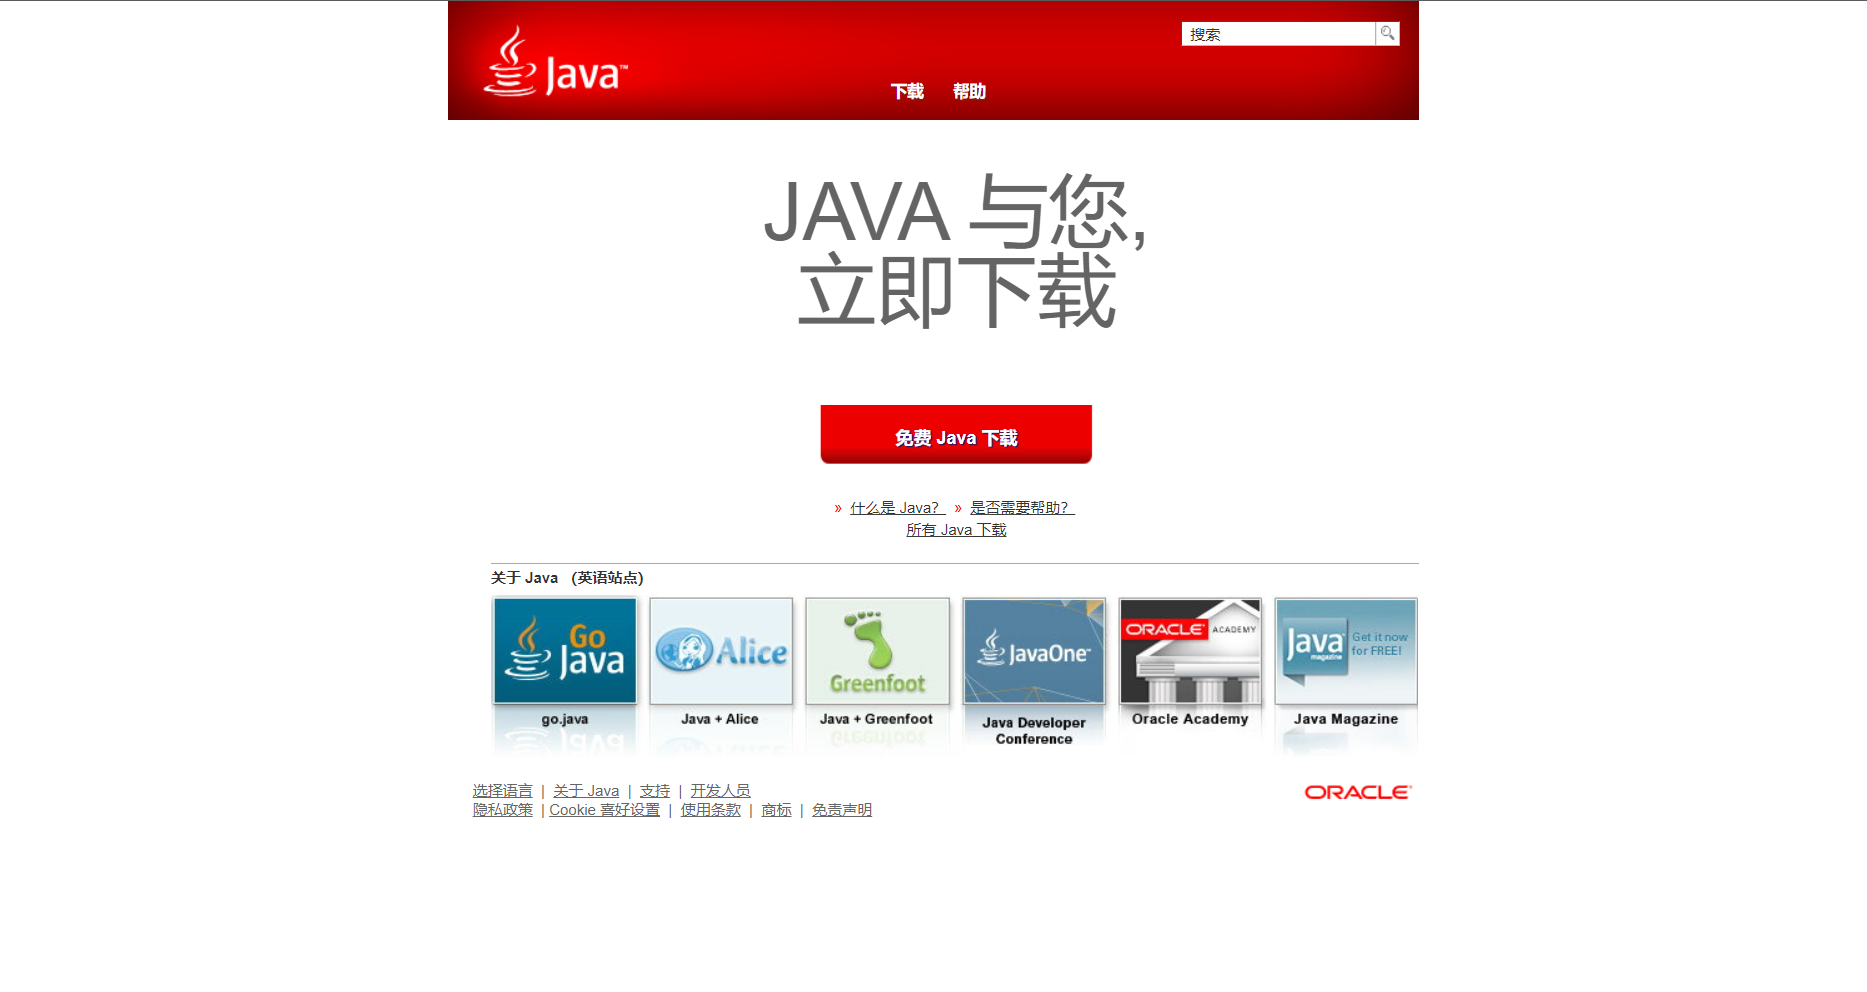 Java™
搜索
下载 帮助
JAVA 与您,
立即下载
免费 Java 下载
» 什么是 Java? » 是否需要帮助?
所有 Java 下载
关于 Java (英语站点)
Go Java
Alice
Greenfoot
JavaOne™
ORACLE ACADEMY
Java magazine Get it now for FREE!
go.java
Java + Alice
Java + Greenfoot
Java Developer Conference
Oracle Academy
Java Magazine
选择语言 | 关于 Java | 支持 | 开发人员
隐私政策 | Cookie 喜好设置 | 使用条款 | 商标 | 免责声明
ORACLE